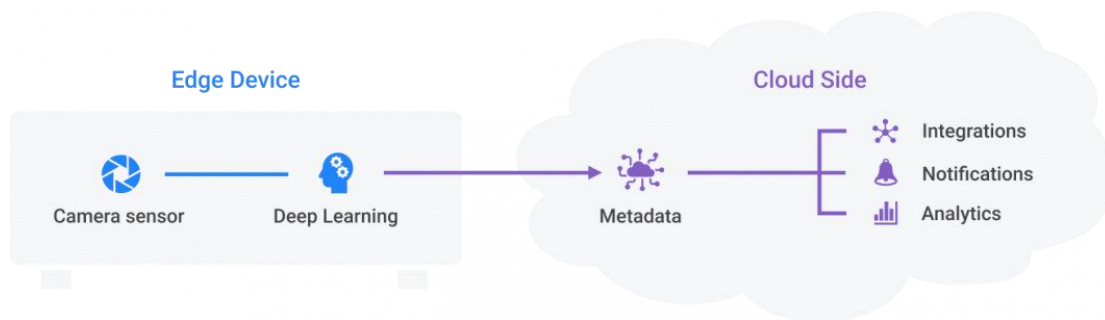 Edge Device
Cloud Side
Camera sensor
Deep Learning
Metadata
Integrations
Notifications
Analytics